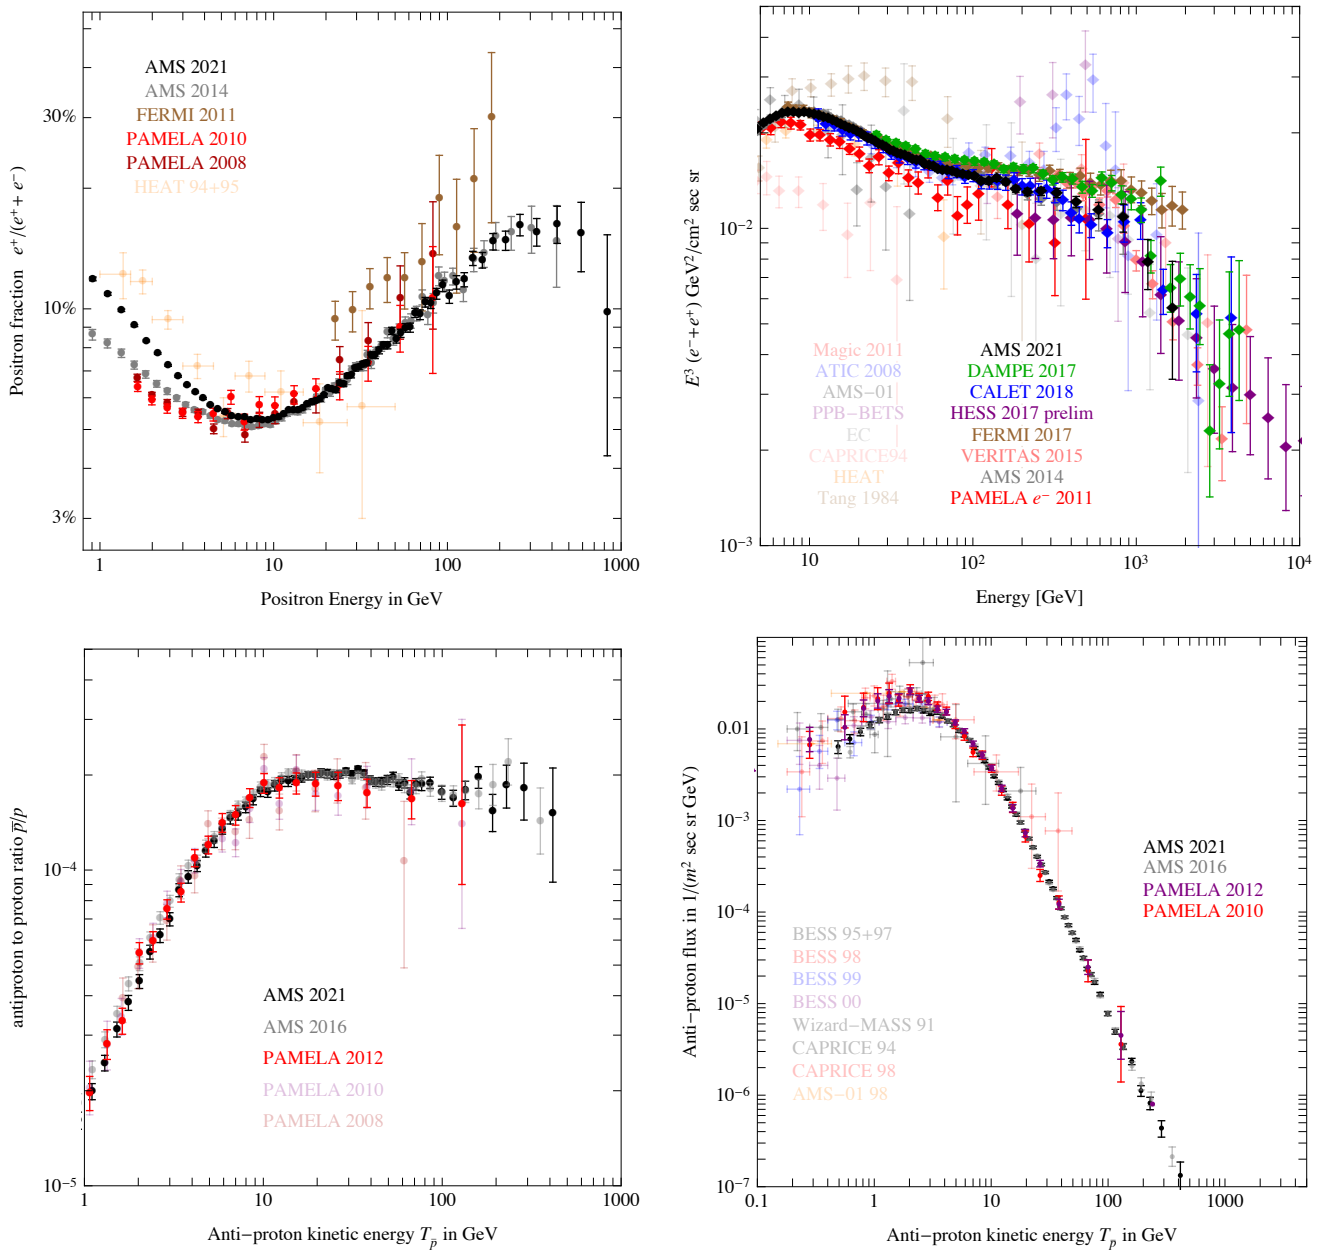 AMS 2021
AMS 2014
FERMI 2011
PAMELA 2010
PAMELA 2008
HEAT 94+95
30%
10%
3%
Positron fraction e⁺/(e⁺+ e⁻)
1
10
100
1000
Positron Energy in GeV
10⁻²
10⁻³
E³ (e⁻+e⁺) GeV²/cm² sec sr
Magic 2011
ATIC 2008
AMS−01
PPB−BETS
EC
CAPRICE94
HEAT
Tang 1984
AMS 2021
DAMPE 2017
CALET 2018
HESS 2017 prelim
FERMI 2017
VERITAS 2015
AMS 2014
PAMELA e⁻ 2011
10
10²
10³
10⁴
Energy [GeV]
10⁻⁴
10⁻⁵
antiproton to proton ratio p̅/p
AMS 2021
AMS 2016
PAMELA 2012
PAMELA 2010
PAMELA 2008
1
10
100
1000
Anti−proton kinetic energy T_p̅ in GeV
0.01
10⁻³
10⁻⁴
10⁻⁵
10⁻⁶
10⁻⁷
Anti−proton flux in 1/(m² sec sr GeV)
AMS 2021
AMS 2016
PAMELA 2012
PAMELA 2010
BESS 95+97
BESS 98
BESS 99
BESS 00
Wizard−MASS 91
CAPRICE 94
CAPRICE 98
AMS−01 98
0.1
1
10
100
1000
Anti−proton kinetic energy T_p in GeV